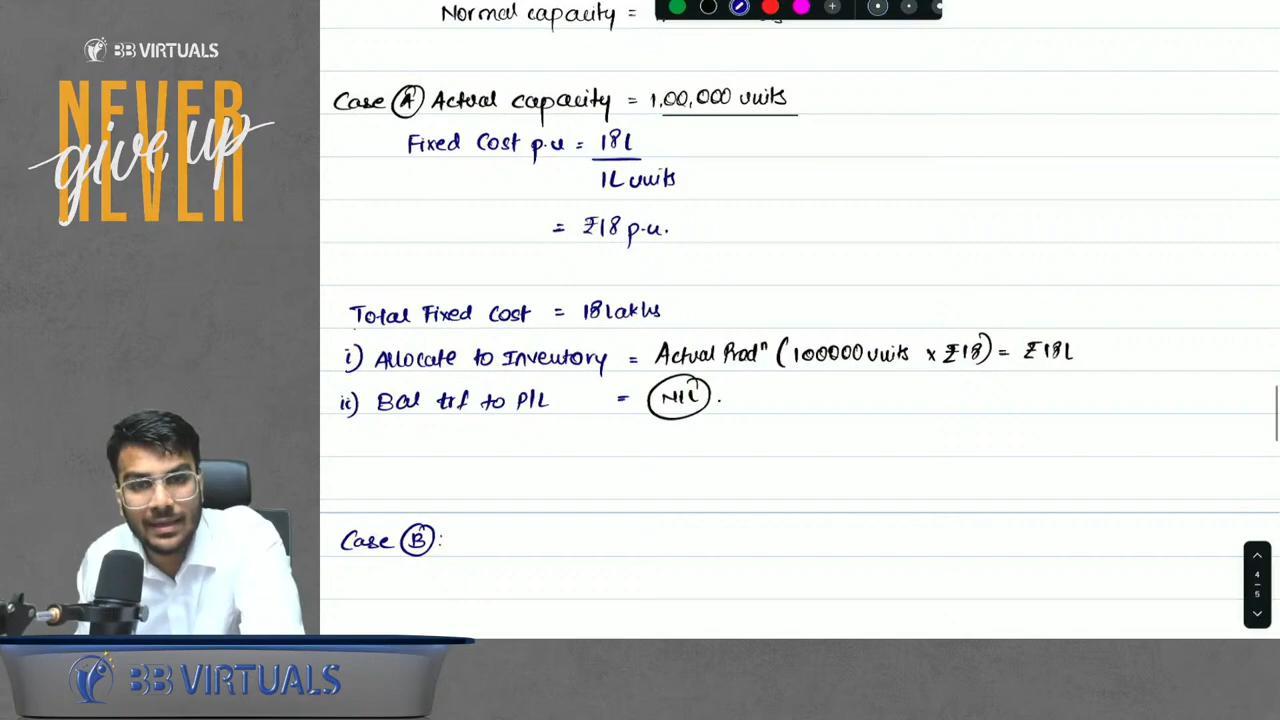 BB VIRTUALS
NEVER
give up
NEVER
Normal capacity =
Case (A) Actual capacity = 1,00,000 units
Fixed Cost p.u = 18L
1L units
= ₹18 p.u.
Total Fixed Cost = 18 lakhs
i) Allocate to Inventory = Actual Prodⁿ (100000 units x ₹18) = ₹18L
ii) Bal trf to P/L = NIL.
Case (B):
4
5
BB VIRTUALS